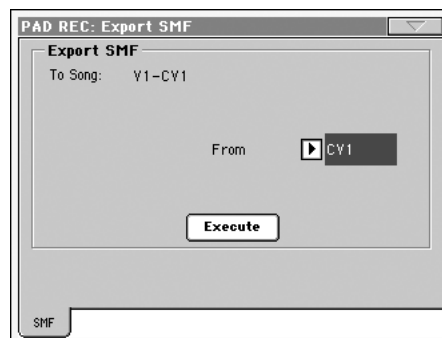 PAD REC: Export SMF
Export SMF
To Song: V1-CV1
From CV1
Execute
SMF